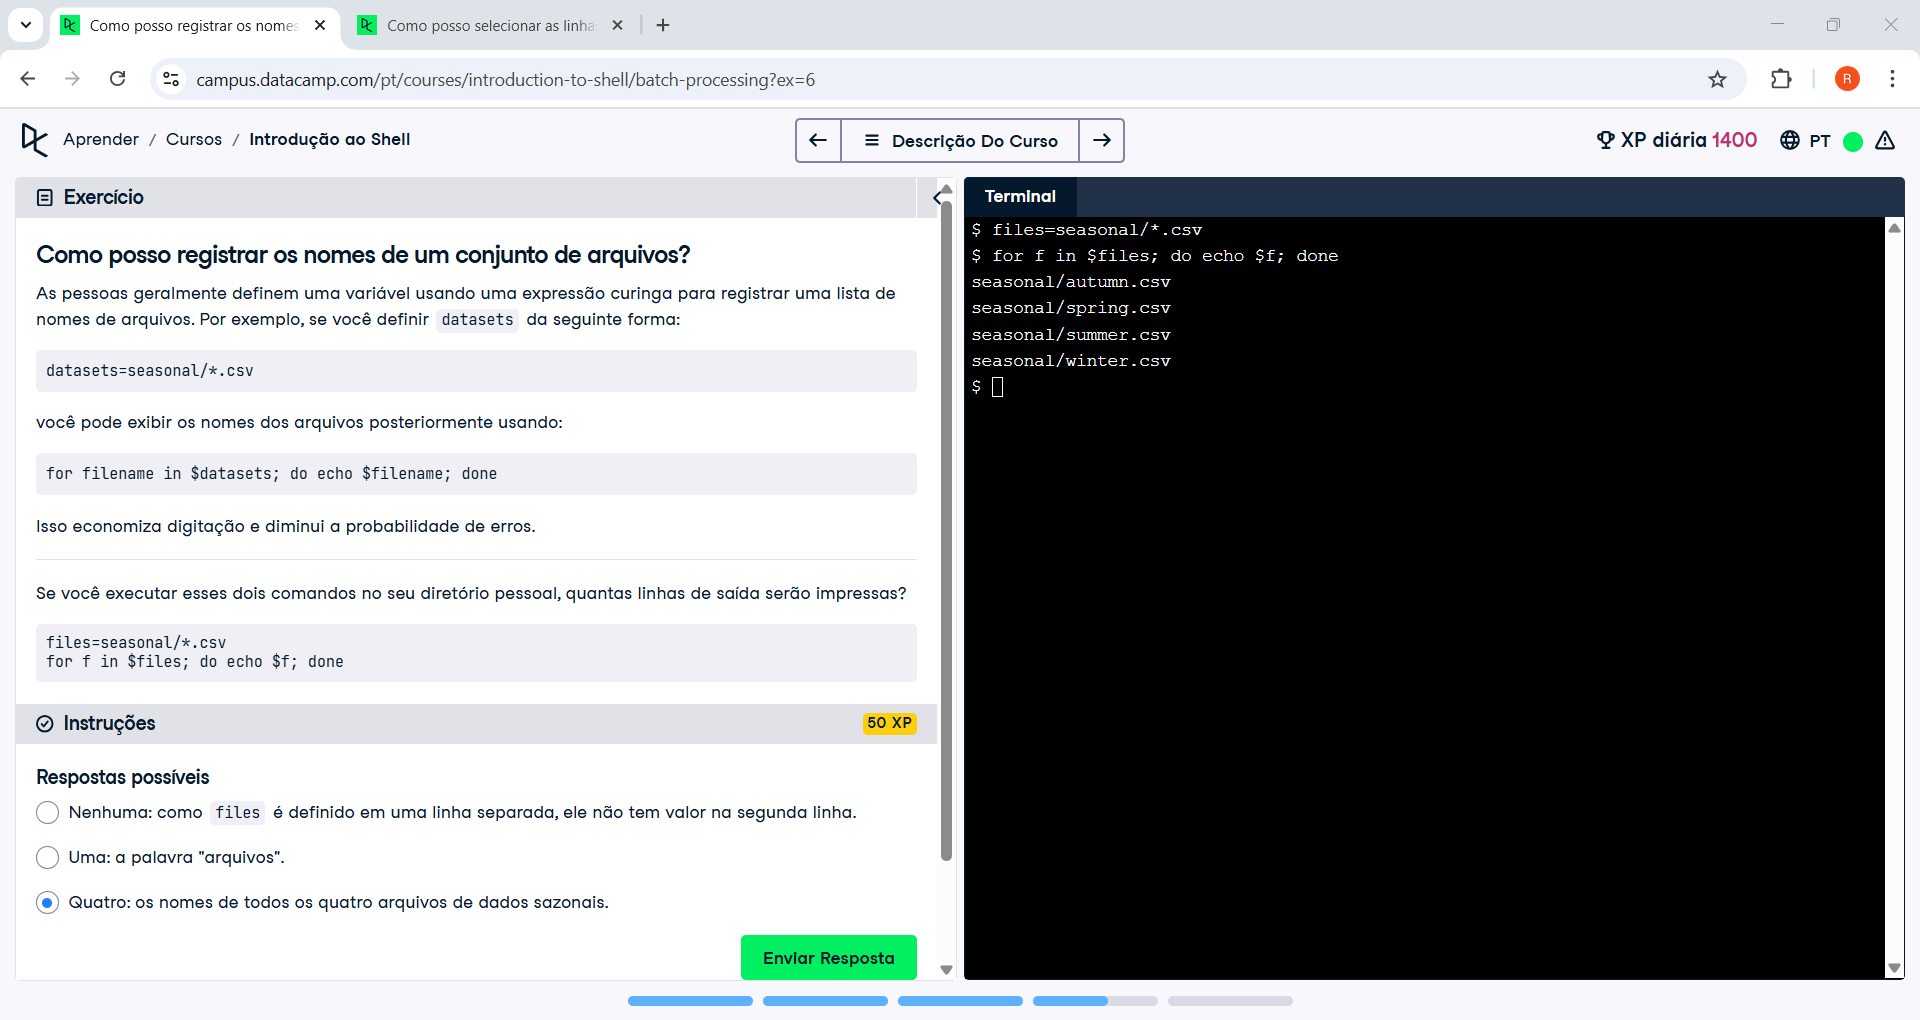 Como posso registrar os nomes
Como posso selecionar as linha
campus.datacamp.com/pt/courses/introduction-to-shell/batch-processing?ex=6
R
Aprender / Cursos / Introdução ao Shell
Descrição Do Curso
XP diária 1400
PT
Exercício
Como posso registrar os nomes de um conjunto de arquivos?
As pessoas geralmente definem uma variável usando uma expressão curinga para registrar uma lista de
nomes de arquivos. Por exemplo, se você definir datasets da seguinte forma:
datasets=seasonal/*.csv
você pode exibir os nomes dos arquivos posteriormente usando:
for filename in $datasets; do echo $filename; done
Isso economiza digitação e diminui a probabilidade de erros.
Se você executar esses dois comandos no seu diretório pessoal, quantas linhas de saída serão impressas?
files=seasonal/*.csv
for f in $files; do echo $f; done
Instruções
50 XP
Respostas possíveis
Nenhuma: como files é definido em uma linha separada, ele não tem valor na segunda linha.
Uma: a palavra "arquivos".
Quatro: os nomes de todos os quatro arquivos de dados sazonais.
Enviar Resposta
Terminal
$ files=seasonal/*.csv
$ for f in $files; do echo $f; done
seasonal/autumn.csv
seasonal/spring.csv
seasonal/summer.csv
seasonal/winter.csv
$